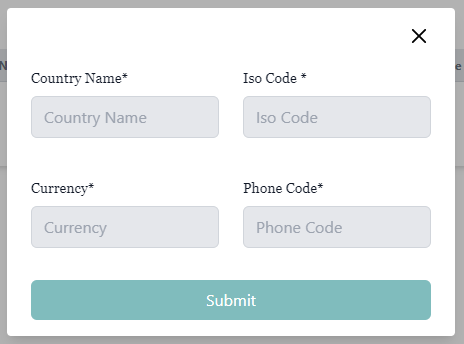 Country Name*
Iso Code *
Country Name
Iso Code
Currency*
Phone Code*
Currency
Phone Code
Submit